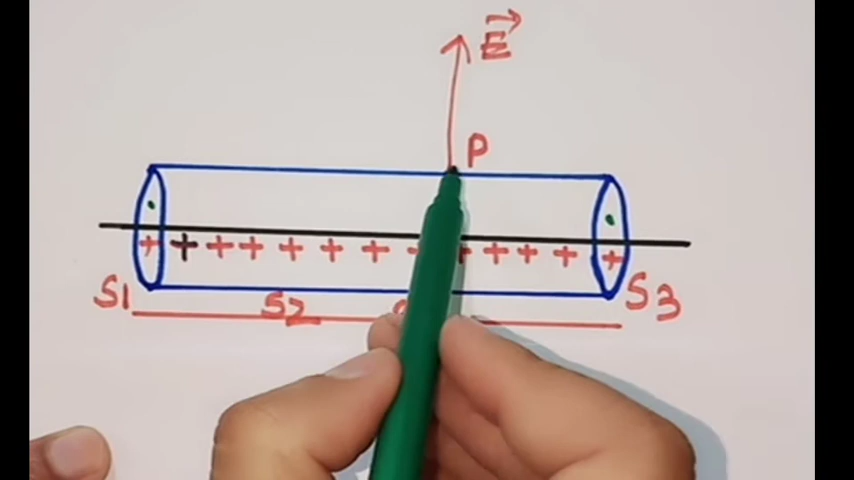 E⃗
P
+ + + + + + + + + + + +
S1
S2
S3